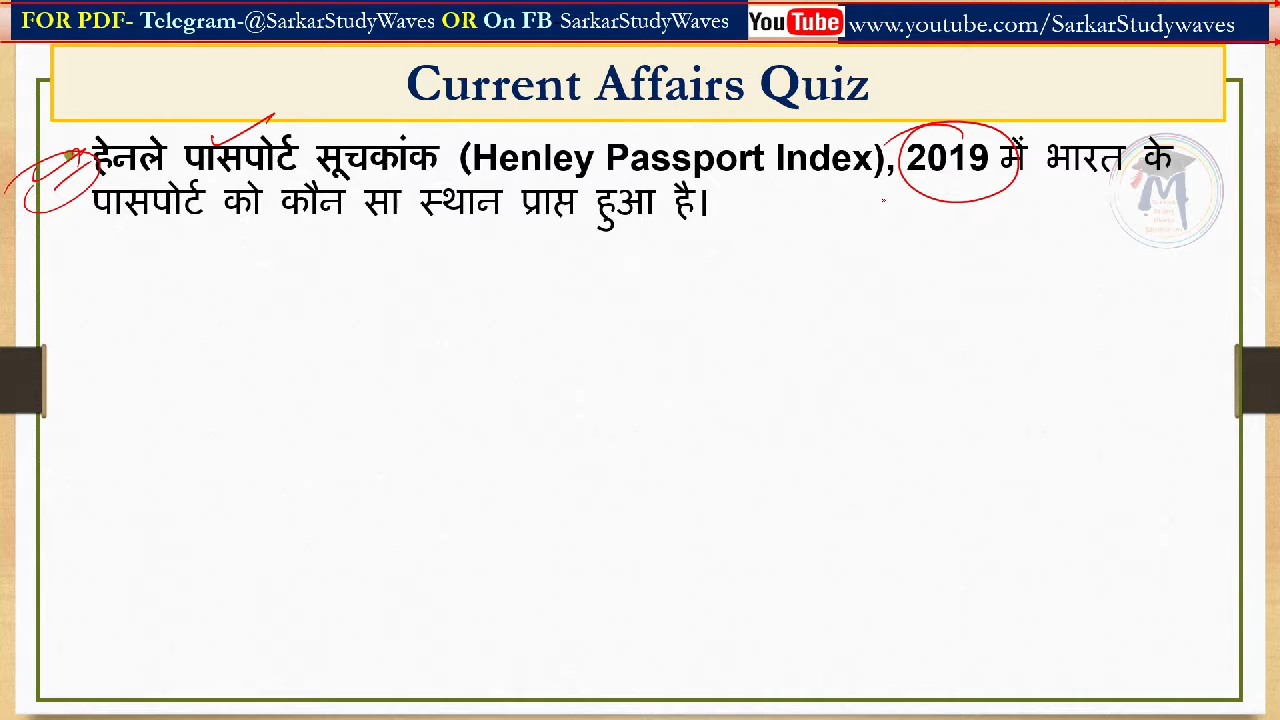 FOR PDF- Telegram-@SarkarStudyWaves OR On FB-SarkarStudyWaves YouTube www.youtube.com/SarkarStudywaves
Current Affairs Quiz
हेनले पासपोर्ट सूचकांक (Henley Passport Index), 2019 में भारत के
पासपोर्ट को कौन सा स्थान प्राप्त हुआ है।
M